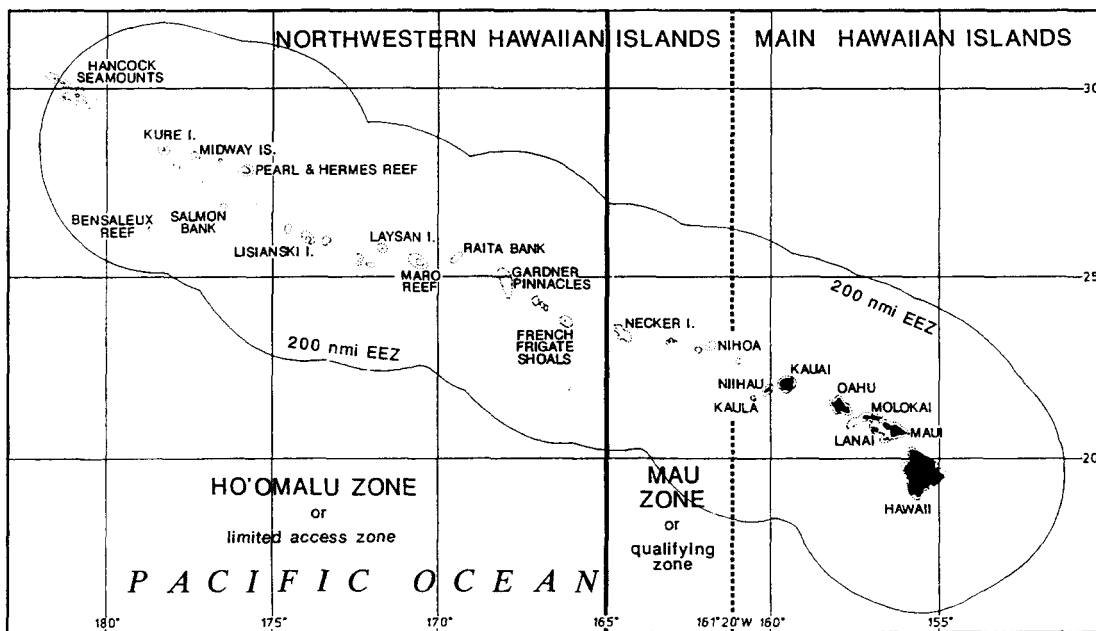 NORTHWESTERN HAWAIIAN ISLANDS
MAIN HAWAIIAN ISLANDS
HANCOCK
SEAMOUNTS
30
KURE I.
MIDWAY IS.
PEARL & HERMES REEF
BENSALEUX
REEF
SALMON
BANK
LISIANSKI I.
LAYSAN I.
RAITA BANK
MARO
REEF
GARDNER
PINNACLES
25
200 nmi EEZ
200 nmi EEZ
FRENCH
FRIGATE
SHOALS
NECKER I.
NIHOA
NIIHAU
KAULA
KAUAI
OAHU
MOLOKAI
LANAI
MAUI
HAWAII
20
HO'OMALU ZONE
or
limited access zone
MAU
ZONE
or
qualifying
zone
PACIFIC OCEAN
180°
170°
165°
161°20'W
160°
155°